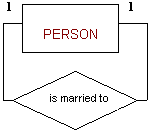 1 1
PERSON
is married to